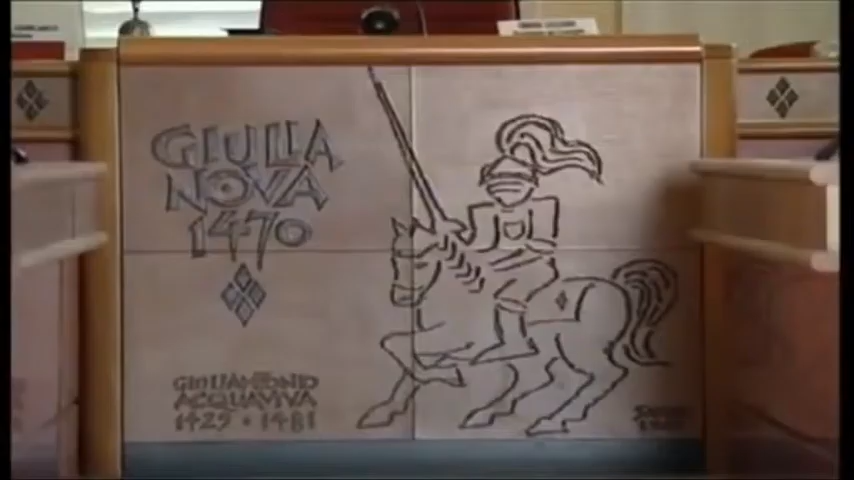 GIULIA
NOVA
1470
GIULIANTONIO
ACQUAVIVA
1425 • 1481